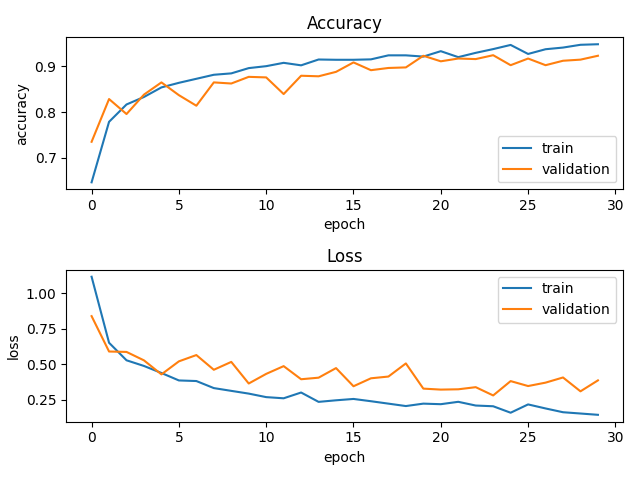 Accuracy
accuracy
0.9
0.8
0.7
train
validation
0 5 10 15 20 25 30
epoch
Loss
loss
1.00
0.75
0.50
0.25
train
validation
0 5 10 15 20 25 30
epoch